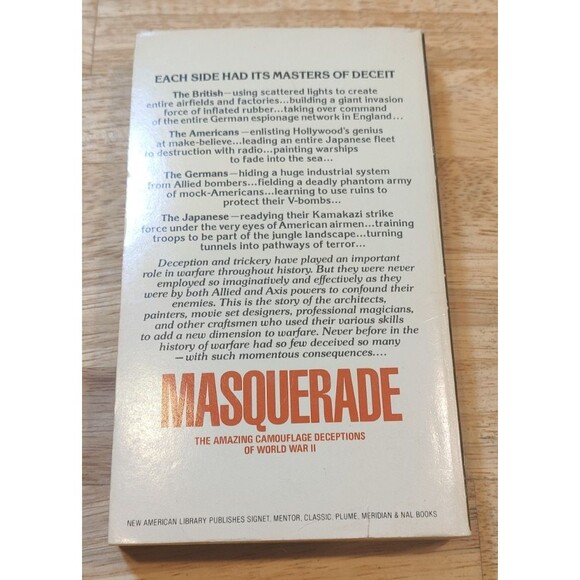 EACH SIDE HAD ITS MASTERS OF DECEIT
The British—using scattered lights to create
entire airfields and factories...building a giant invasion
force of inflated rubber...taking over command
of the entire German espionage network in England...
The Americans—enlisting Hollywood's genius
at make-believe...leading an entire Japanese fleet
to destruction with radio...painting warships
to fade into the sea...
The Germans—hiding a huge industrial system
from Allied bombers...fielding a deadly phantom army
of mock-Americans...learning to use ruins to
protect their V-bombs...
The Japanese—readying their Kamakazi strike
force under the very eyes of American airmen...training
troops to be part of the jungle landscape...turning
tunnels into pathways of terror...
Deception and trickery have played an important
role in warfare throughout history. But they were never
employed so imaginatively and effectively as they
were by both Allied and Axis powers to confound their
enemies. This is the story of the architects,
painters, movie set designers, professional magicians,
and other craftsmen who used their various skills
to add a new dimension to warfare. Never before in the
history of warfare had so few deceived so many
—with such momentous consequences....
MASQUERADE
THE AMAZING CAMOUFLAGE DECEPTIONS
OF WORLD WAR II
NEW AMERICAN LIBRARY PUBLISHES SIGNET, MENTOR, CLASSIC, PLUME, MERIDIAN & NAL BOOKS